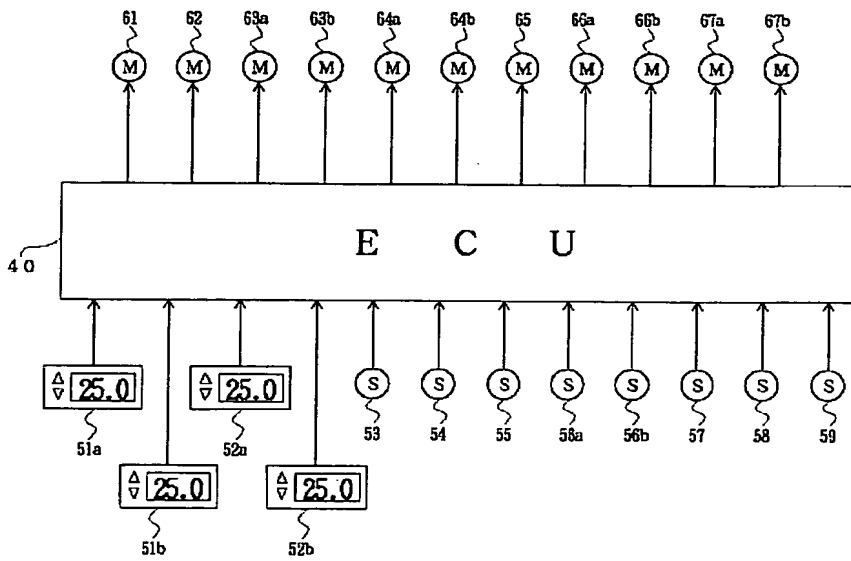 61 62 63a 63b 64a 64b 65 66a 66b 67a 67b
M M M M M M M M M M M
E C U
40
25.0 25.0 S S S S S S S S
51a 52a 53 54 55 56a 56b 57 58 59
25.0 25.0
51b 52b